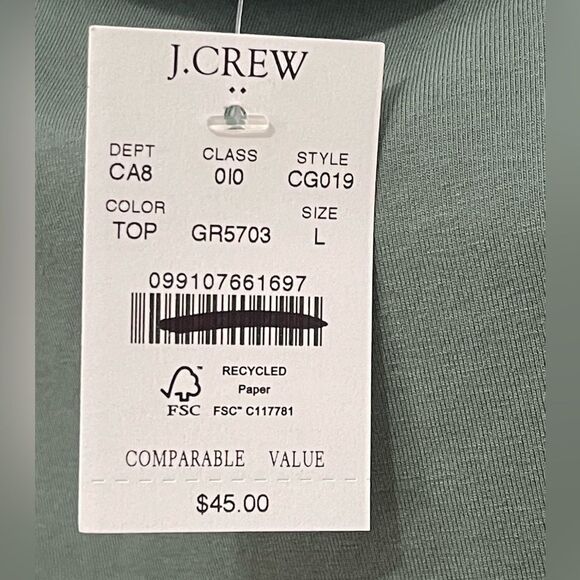 J.CREW
DEPT CLASS STYLE
CA8 010 CG019
COLOR SIZE
TOP GR5703 L
099107661697
RECYCLED
Paper
FSC™ FSC™ C117781
COMPARABLE VALUE
$45.00